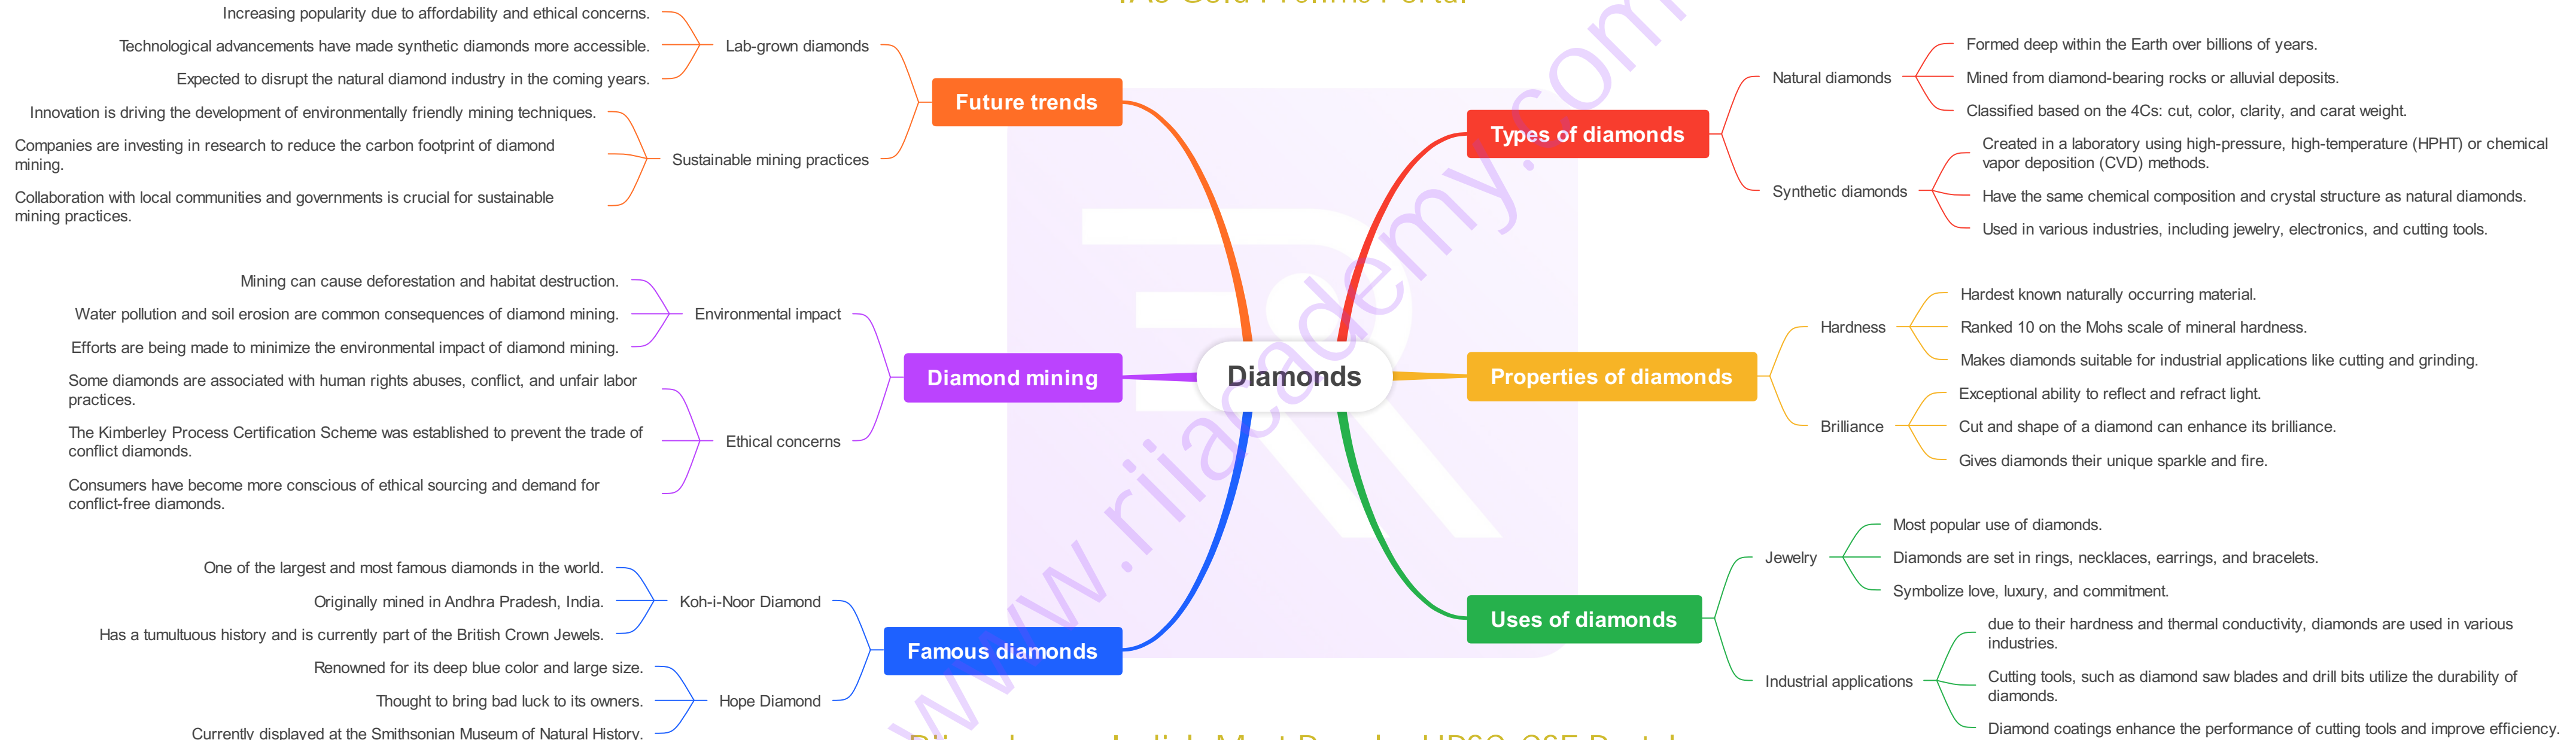 Diamonds
Types of diamonds
Natural diamonds
Formed deep within the Earth over billions of years.
Mined from diamond-bearing rocks or alluvial deposits.
Classified based on the 4Cs: cut, color, clarity, and carat weight.
Synthetic diamonds
Created in a laboratory using high-pressure, high-temperature (HPHT) or chemical
vapor deposition (CVD) methods.
Have the same chemical composition and crystal structure as natural diamonds.
Used in various industries, including jewelry, electronics, and cutting tools.
Properties of diamonds
Hardness
Hardest known naturally occurring material.
Ranked 10 on the Mohs scale of mineral hardness.
Makes diamonds suitable for industrial applications like cutting and grinding.
Brilliance
Exceptional ability to reflect and refract light.
Cut and shape of a diamond can enhance its brilliance.
Gives diamonds their unique sparkle and fire.
Uses of diamonds
Jewelry
Most popular use of diamonds.
Diamonds are set in rings, necklaces, earrings, and bracelets.
Symbolize love, luxury, and commitment.
Industrial applications
due to their hardness and thermal conductivity, diamonds are used in various
industries.
Cutting tools, such as diamond saw blades and drill bits utilize the durability of
diamonds.
Diamond coatings enhance the performance of cutting tools and improve efficiency.
Future trends
Lab-grown diamonds
Increasing popularity due to affordability and ethical concerns.
Technological advancements have made synthetic diamonds more accessible.
Expected to disrupt the natural diamond industry in the coming years.
Sustainable mining practices
Innovation is driving the development of environmentally friendly mining techniques.
Companies are investing in research to reduce the carbon footprint of diamond
mining.
Collaboration with local communities and governments is crucial for sustainable
mining practices.
Diamond mining
Environmental impact
Mining can cause deforestation and habitat destruction.
Water pollution and soil erosion are common consequences of diamond mining.
Efforts are being made to minimize the environmental impact of diamond mining.
Ethical concerns
Some diamonds are associated with human rights abuses, conflict, and unfair labor
practices.
The Kimberley Process Certification Scheme was established to prevent the trade of
conflict diamonds.
Consumers have become more conscious of ethical sourcing and demand for
conflict-free diamonds.
Famous diamonds
Koh-i-Noor Diamond
One of the largest and most famous diamonds in the world.
Originally mined in Andhra Pradesh, India.
Has a tumultuous history and is currently part of the British Crown Jewels.
Hope Diamond
Renowned for its deep blue color and large size.
Thought to bring bad luck to its owners.
Currently displayed at the Smithsonian Museum of Natural History.
www.rijacademy.com